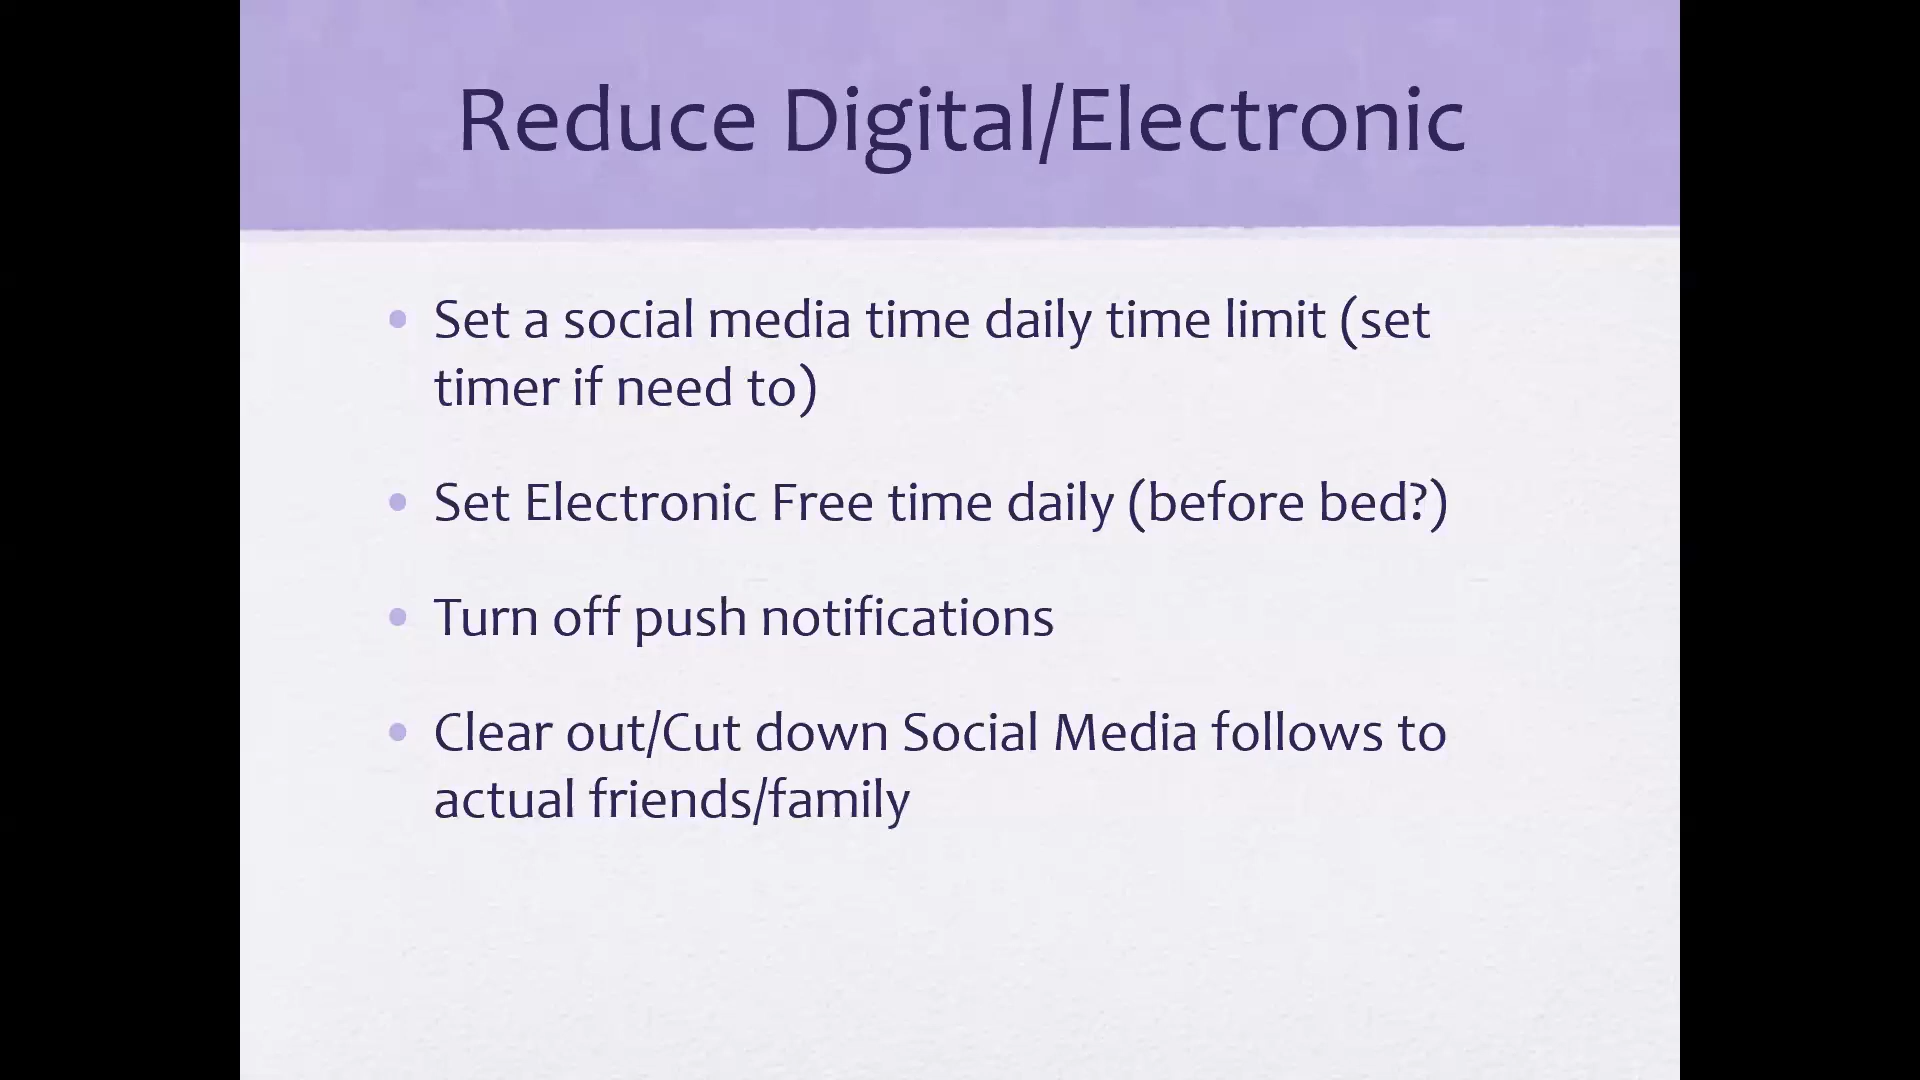 Reduce Digital/Electronic
• Set a social media time daily time limit (set
timer if need to)
• Set Electronic Free time daily (before bed?)
• Turn off push notifications
• Clear out/Cut down Social Media follows to
actual friends/family